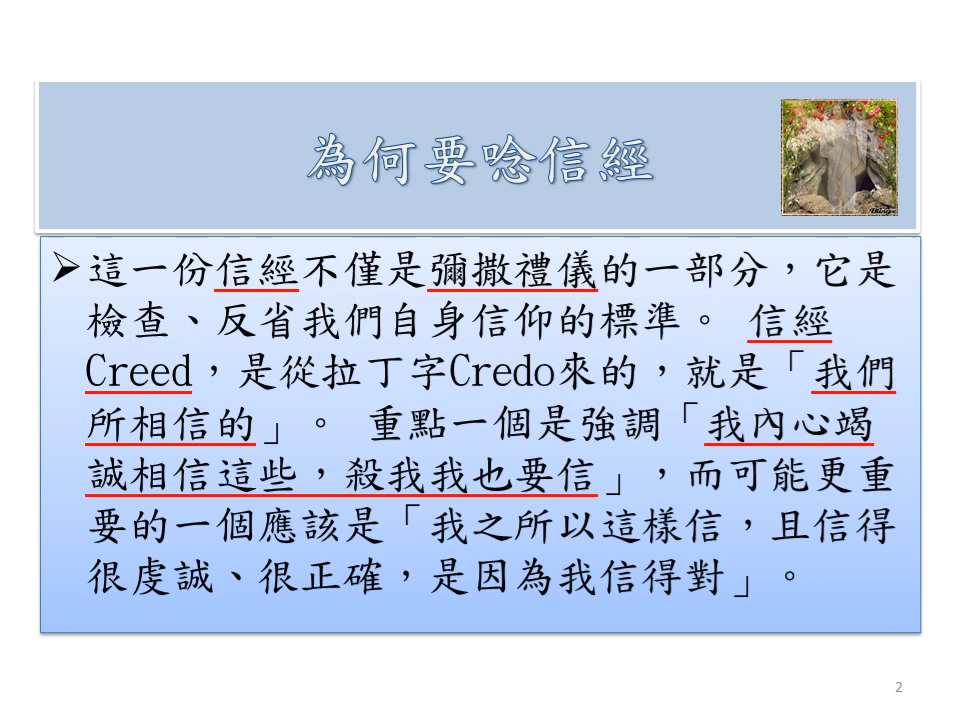 為何要唸信經
➢這一份信經不僅是彌撒禮儀的一部分，它是
檢查、反省我們自身信仰的標準。 信經
Creed，是從拉丁字Credo來的，就是「我們
所相信的」。 重點一個是強調「我內心竭
誠相信這些，殺我我也要信」，而可能更重
要的一個應該是「我之所以這樣信，且信得
很虔誠、很正確，是因為我信得對」。
2